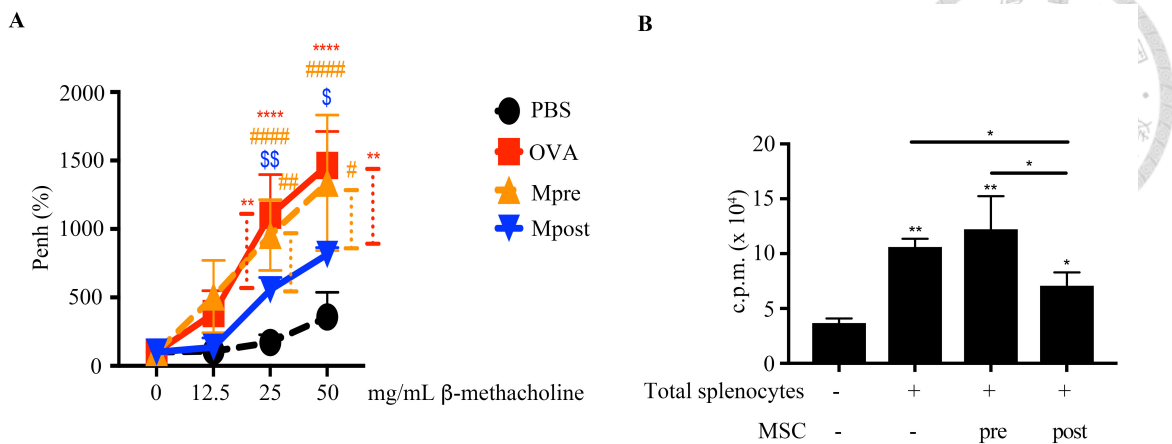 A
B
****
####
$
****
####
$$
##
**
#
**
2000
1500
1000
500
0
Penh (%)
0 12.5 25 50 mg/mL β-methacholine
PBS
OVA
Mpre
Mpost
*
*
**
**
*
20
15
10
5
0
c.p.m. (x 10⁴)
Total splenocytes - + + +
MSC - - pre post